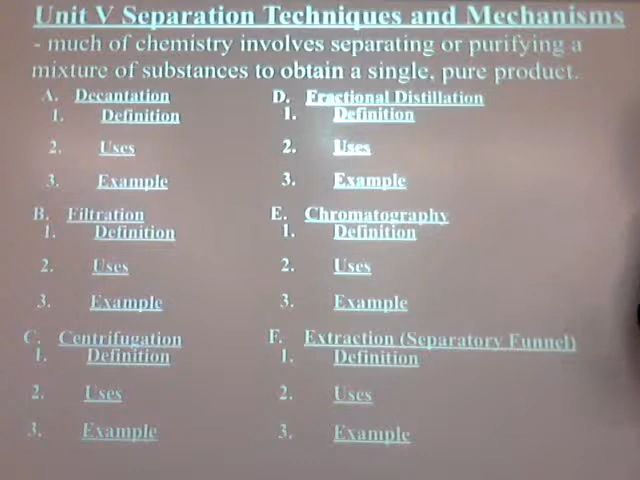 Unit V Separation Techniques and Mechanisms
- much of chemistry involves separating or purifying a
mixture of substances to obtain a single, pure product.
A. Decantation
1. Definition
2. Uses
3. Example
B. Filtration
1. Definition
2. Uses
3. Example
C. Centrifugation
1. Definition
2. Uses
3. Example
D. Fractional Distillation
1. Definition
2. Uses
3. Example
E. Chromatography
1. Definition
2. Uses
3. Example
F. Extraction (Separatory Funnel)
1. Definition
2. Uses
3. Example